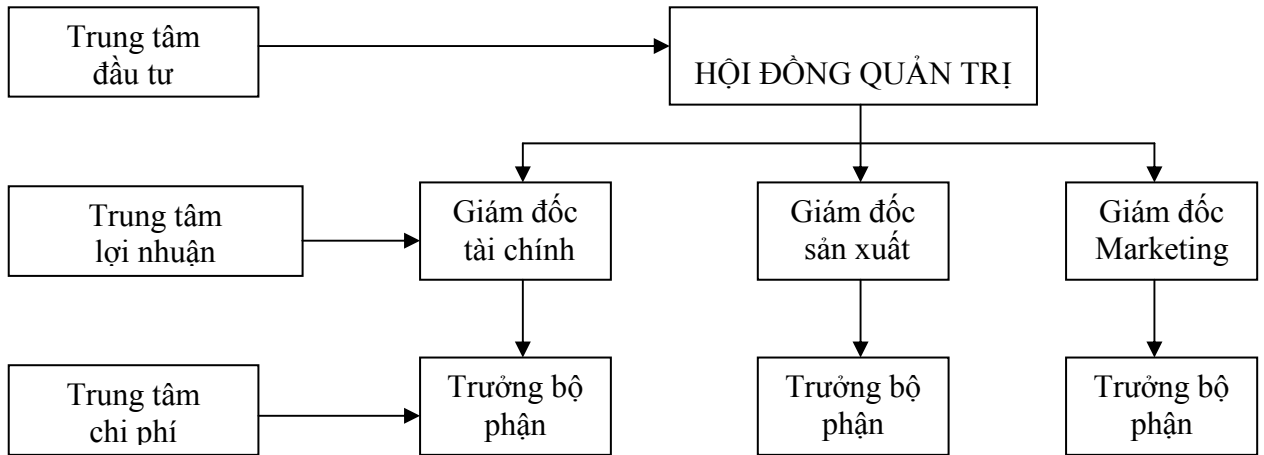 Trung tâm
đầu tư
HỘI ĐỒNG QUẢN TRỊ
Trung tâm
lợi nhuận
Giám đốc
tài chính
Giám đốc
sản xuất
Giám đốc
Marketing
Trung tâm
chi phí
Trưởng bộ
phận
Trưởng bộ
phận
Trưởng bộ
phận